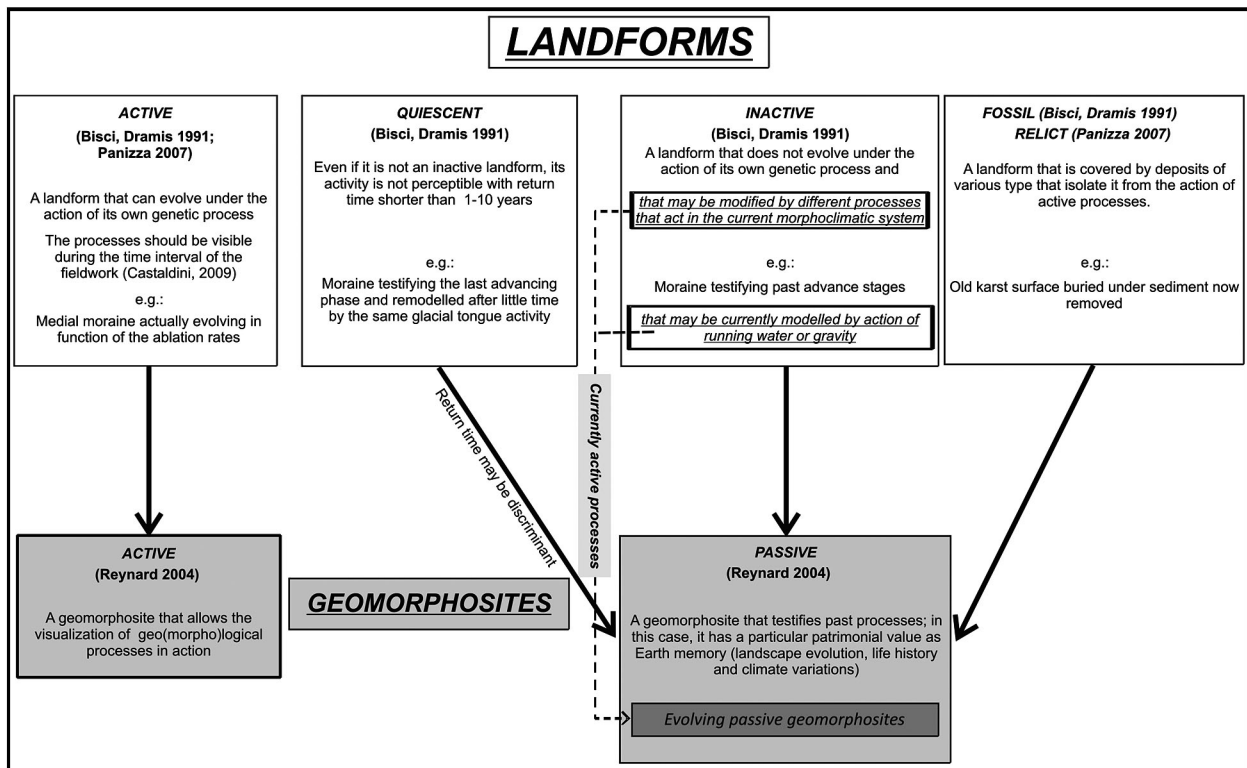 LANDFORMS
ACTIVE
(Bisci, Dramis 1991;
Panizza 2007)
A landform that can evolve under the
action of its own genetic process
The processes should be visible
during the time interval of the
fieldwork (Castaldini, 2009)
e.g.:
Medial moraine actually evolving in
function of the ablation rates
QUIESCENT
(Bisci, Dramis 1991)
Even if it is not an inactive landform, its
activity is not perceptible with return
time shorter than 1-10 years
e.g.:
Moraine testifying the last advancing
phase and remodelled after little time
by the same glacial tongue activity
INACTIVE
(Bisci, Dramis 1991)
A landform that does not evolve under the
action of its own genetic process and
that may be modified by different processes
that act in the current morphoclimatic system
e.g.:
Moraine testifying past advance stages
that may be currently modelled by action of
running water or gravity
FOSSIL (Bisci, Dramis 1991)
RELICT (Panizza 2007)
A landform that is covered by deposits of
various type that isolate it from the action of
active processes.
e.g.:
Old karst surface buried under sediment now
removed
Return time may be discriminant
Currently active processes
ACTIVE
(Reynard 2004)
A geomorphosite that allows the
visualization of geo(morpho)logical
processes in action
GEOMORPHOSITES
PASSIVE
(Reynard 2004)
A geomorphosite that testifies past processes; in
this case, it has a particular patrimonial value as
Earth memory (landscape evolution, life history
and climate variations)
Evolving passive geomorphosites